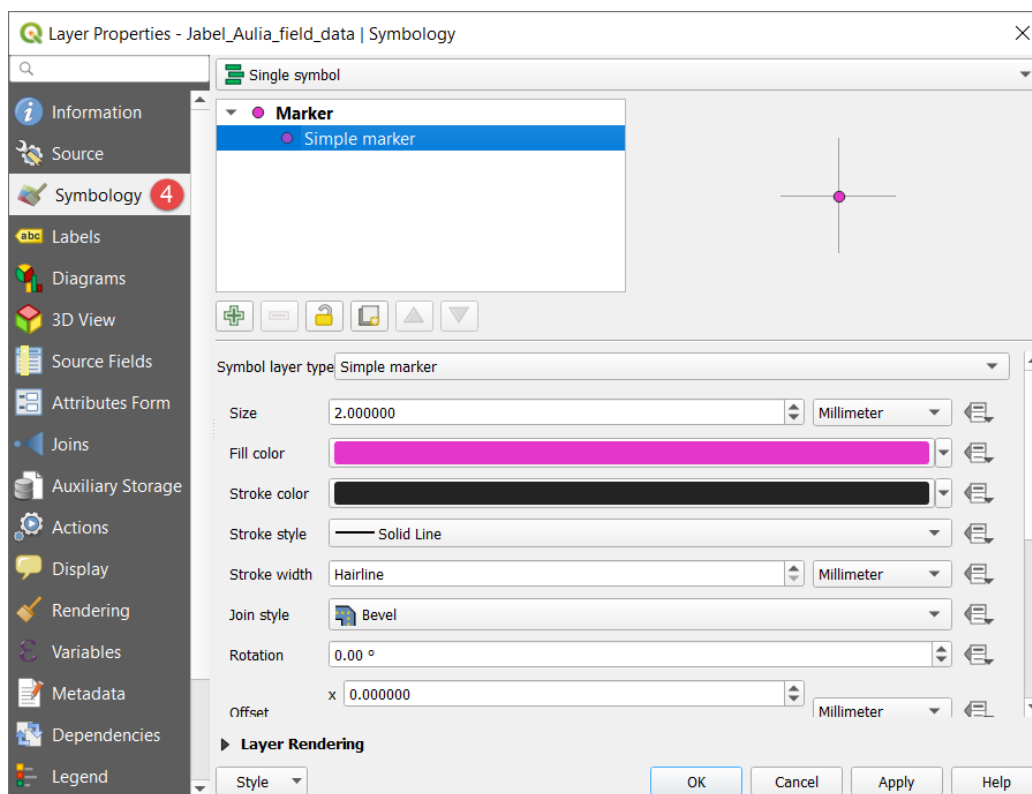 Layer Properties - Jabel_Aulia_field_data | Symbology
Information
Source
Symbology 4
abc Labels
Diagrams
3D View
Source Fields
Attributes Form
Joins
Auxiliary Storage
Actions
Display
Rendering
Variables
Metadata
Dependencies
Legend
Single symbol
Marker
Simple marker
Symbol layer type Simple marker
Size 2.000000 Millimeter
Fill color
Stroke color
Stroke style Solid Line
Stroke width Hairline Millimeter
Join style Bevel
Rotation 0.00 °
x 0.000000
Offset Millimeter
Layer Rendering
Style OK Cancel Apply Help